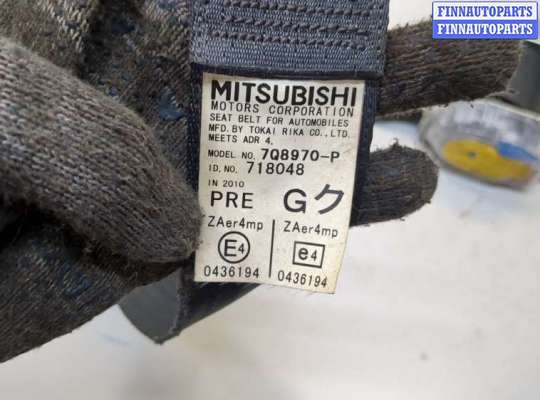 FINNAUTOPARTS
FINNAUTOPARTS
MITSUBISHI
MOTORS CORPORATION
SEAT BELT FOR AUTOMOBILES
MFD. BY TOKAI RIKA CO., LTD.
MEETS ADR 4.
MODEL NO. 7Q8970-P
I.D. NO. 718048
IN 2010
PRE Gク
ZAer4mp ZAer4mp
E4 e4
0436194 0436194